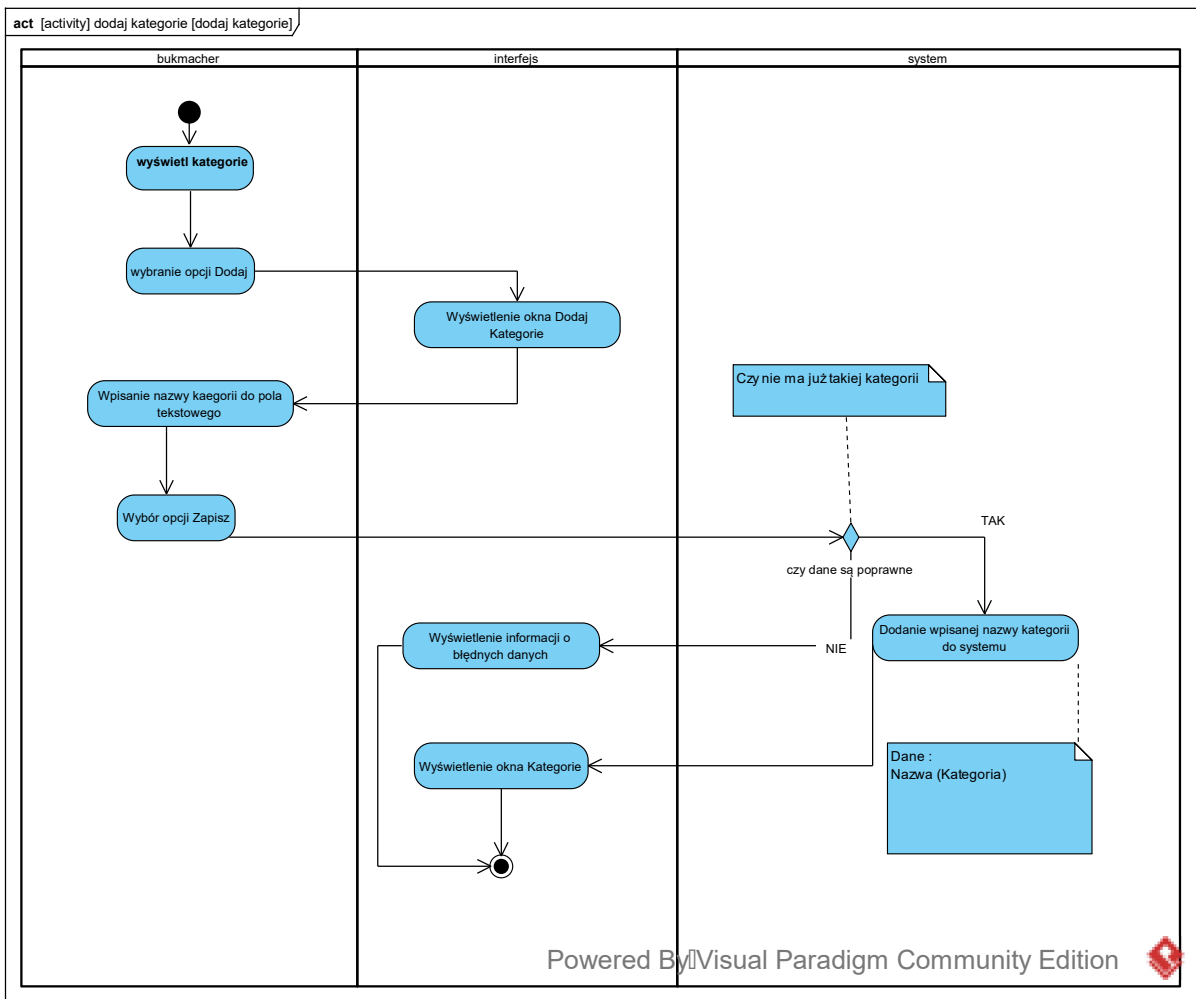 act [activity] dodaj kategorie [dodaj kategorie]
bukmacher
interfejs
system
wyświetl kategorie
wybranie opcji Dodaj
Wyświetlenie okna Dodaj
Kategorie
Czy nie ma już takiej kategorii
Wpisanie nazwy kaegorii do pola
tekstowego
Wybór opcji Zapisz
TAK
czy dane są poprawne
Wyświetlenie informacji o
błędnych danych
NIE
Dodanie wpisanej nazwy kategorii
do systemu
Wyświetlenie okna Kategorie
Dane :
Nazwa (Kategoria)
Powered By Visual Paradigm Community Edition